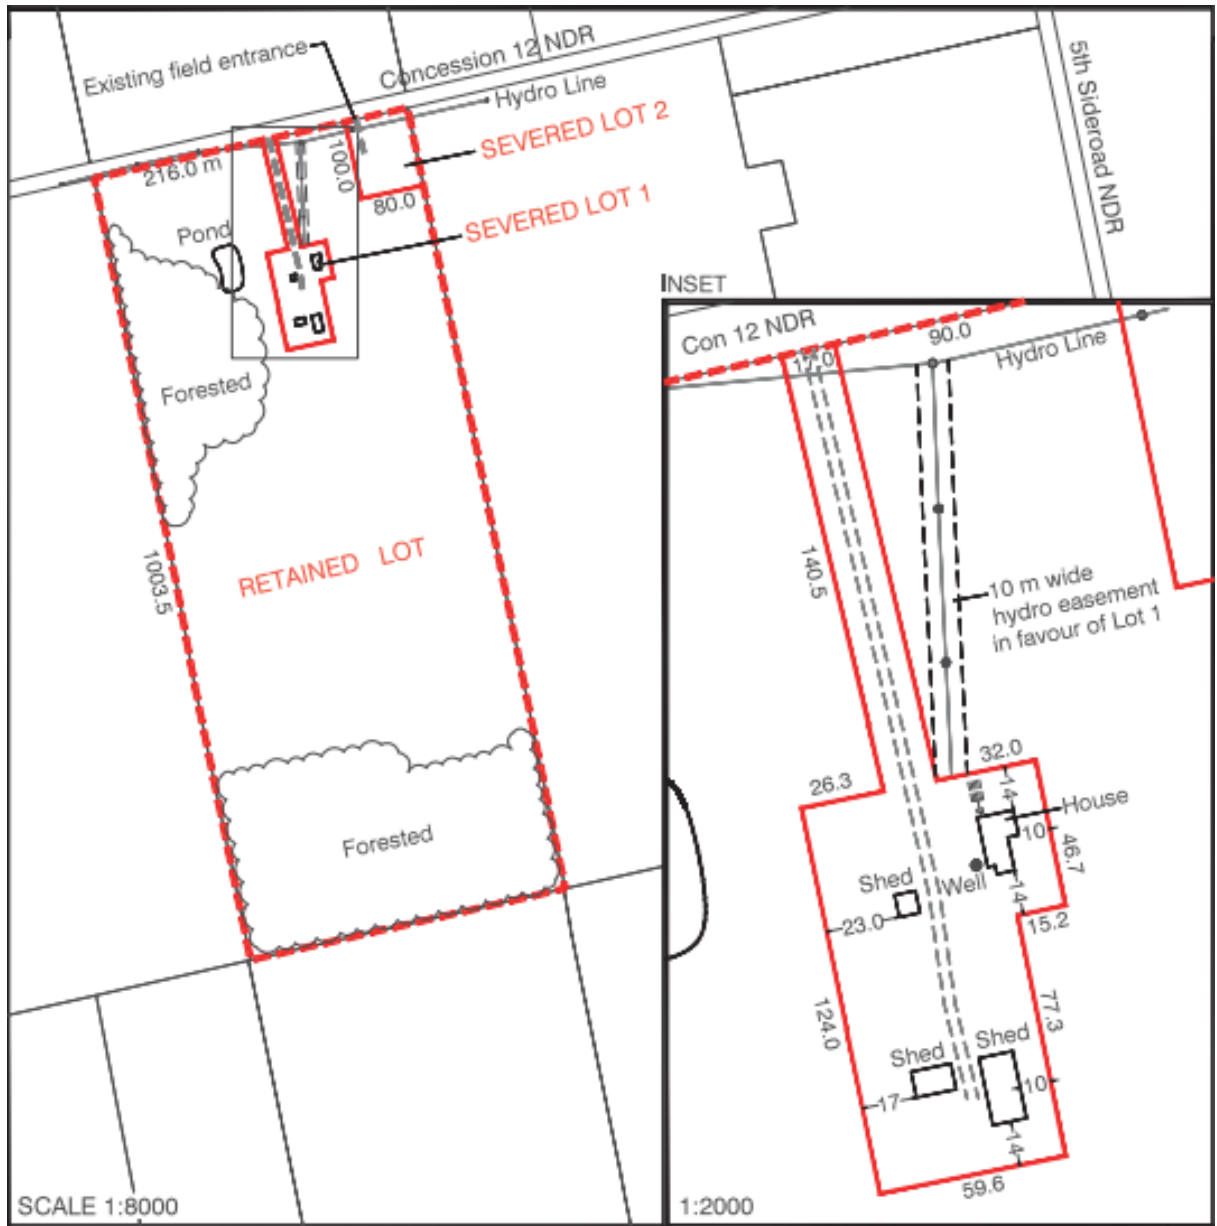 Existing field entrance
Concession 12 NDR
Hydro Line
5th Sideroad NDR
216.0 m
100.0
80.0
SEVERED LOT 2
SEVERED LOT 1
Pond
Forested
1003.5
RETAINED LOT
Forested
SCALE 1:8000
INSET
Con 12 NDR
17.0
90.0
Hydro Line
140.5
10 m wide
hydro easement
in favour of Lot 1
26.3
32.0
14
House
10
46.7
Shed
Well
14
23.0
15.2
124.0
77.3
Shed
Shed
17
10
14
59.6
1:2000